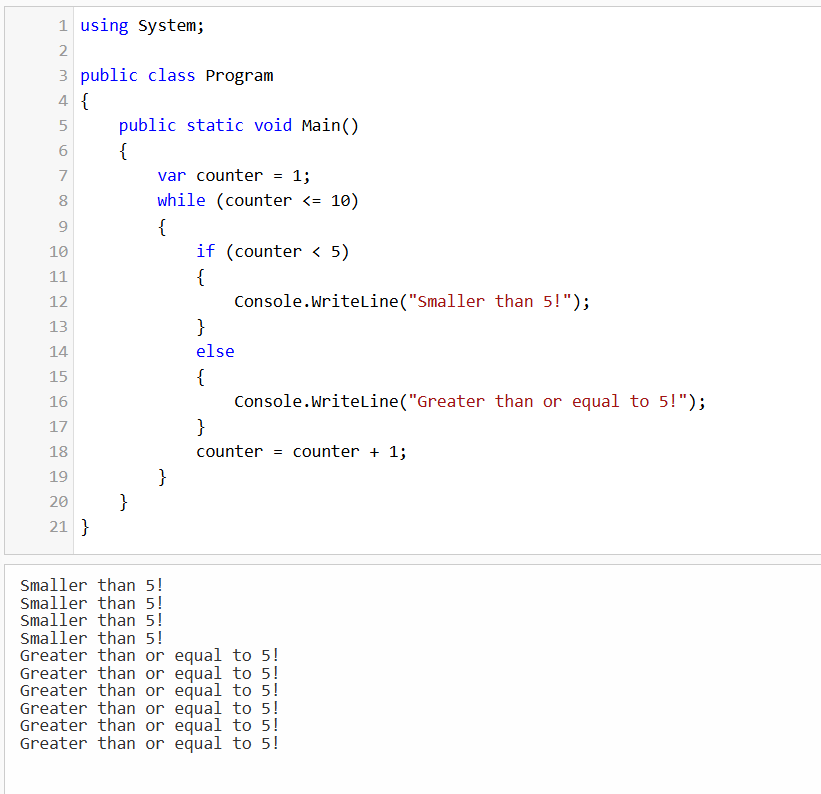 1 using System;
2
3 public class Program
4 {
5     public static void Main()
6     {
7         var counter = 1;
8         while (counter <= 10)
9         {
10             if (counter < 5)
11             {
12                 Console.WriteLine("Smaller than 5!");
13             }
14             else
15             {
16                 Console.WriteLine("Greater than or equal to 5!");
17             }
18             counter = counter + 1;
19         }
20     }
21 }
Smaller than 5!
Smaller than 5!
Smaller than 5!
Smaller than 5!
Greater than or equal to 5!
Greater than or equal to 5!
Greater than or equal to 5!
Greater than or equal to 5!
Greater than or equal to 5!
Greater than or equal to 5!